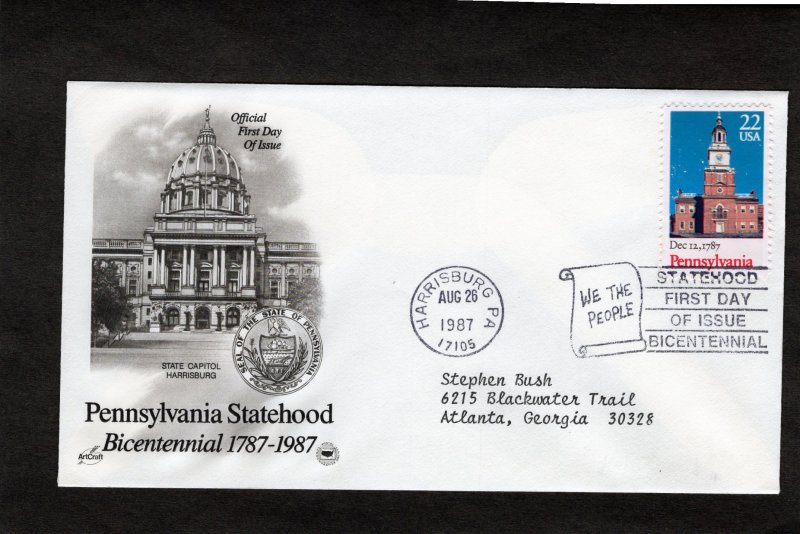 Official
First Day
Of Issue
22
USA
Dec 12, 1787
Pennsylvania
STATEHOOD
FIRST DAY
OF ISSUE
BICENTENNIAL
WE THE
PEOPLE
HARRISBURG PA
AUG 26
1987
17105
SEAL OF THE STATE OF PENNSYLVANIA
STATE CAPITOL
HARRISBURG
Stephen Bush
6215 Blackwater Trail
Atlanta, Georgia 30328
Pennsylvania Statehood
Bicentennial 1787-1987
ArtCraft